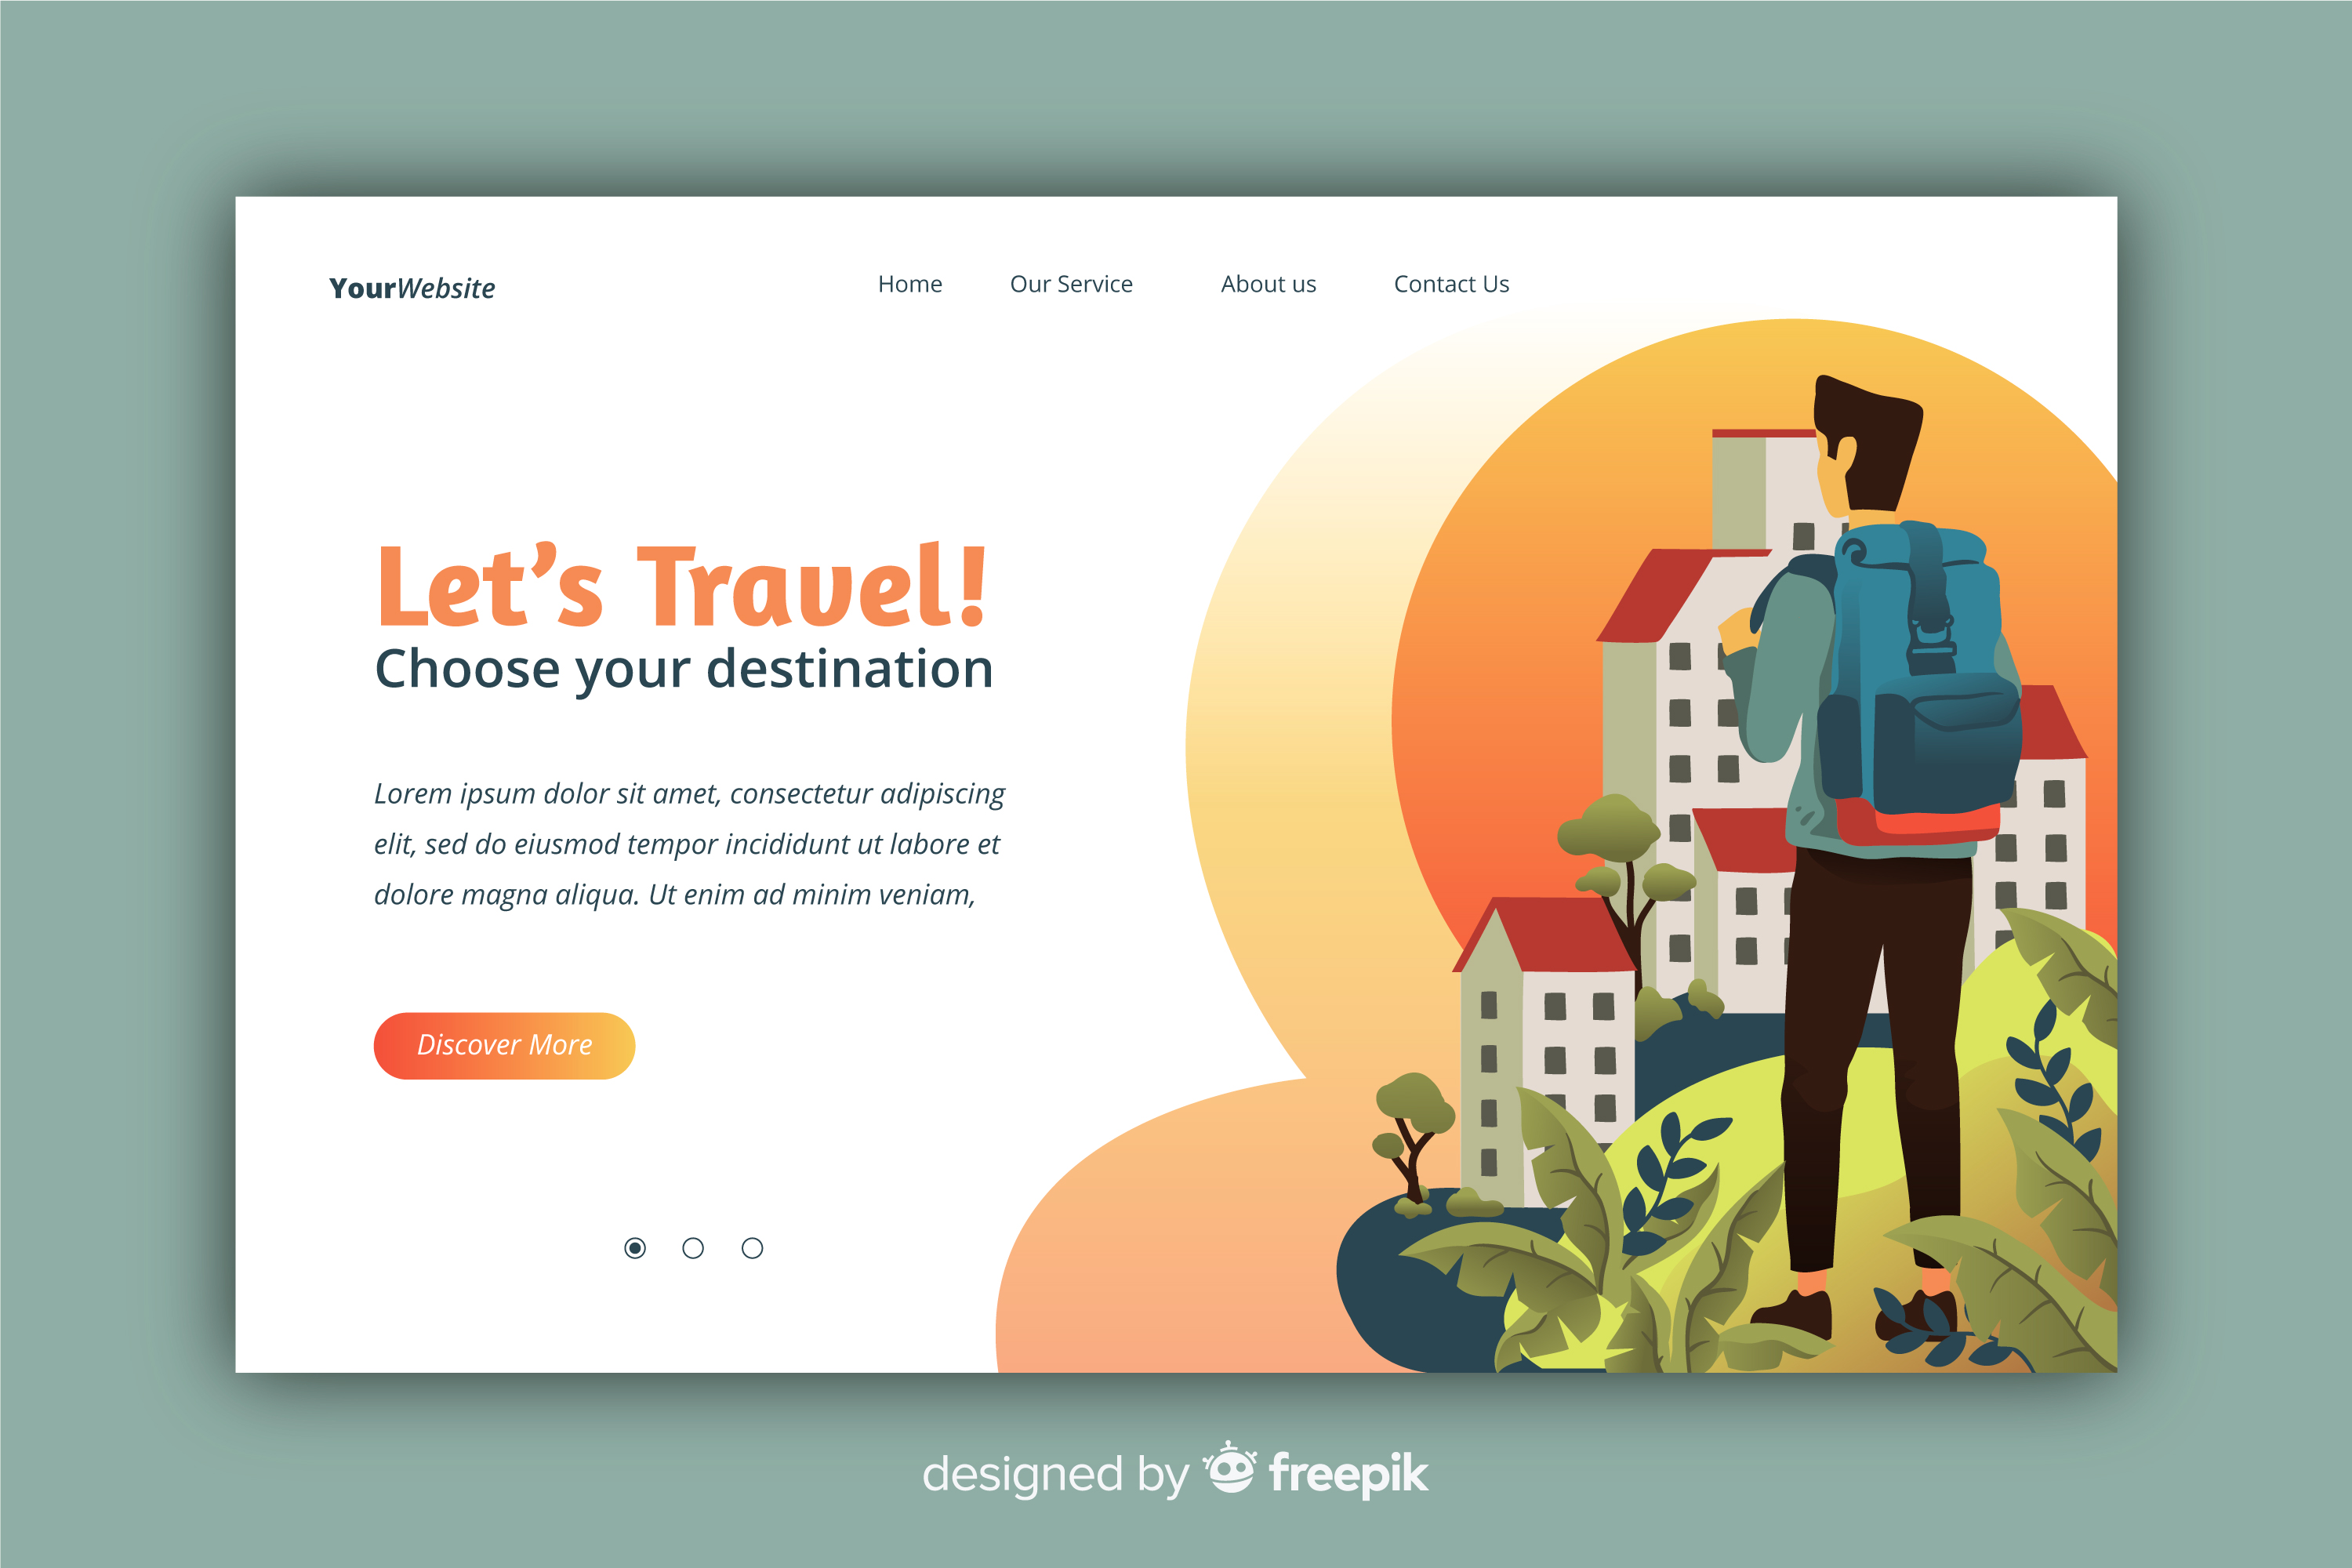 YourWebsite
Home
Our Service
About us
Contact Us
Let's Travel!
Choose your destination
Lorem ipsum dolor sit amet, consectetur adipiscing
elit, sed do eiusmod tempor incididunt ut labore et
dolore magna aliqua. Ut enim ad minim veniam,
Discover More
designed by freepik